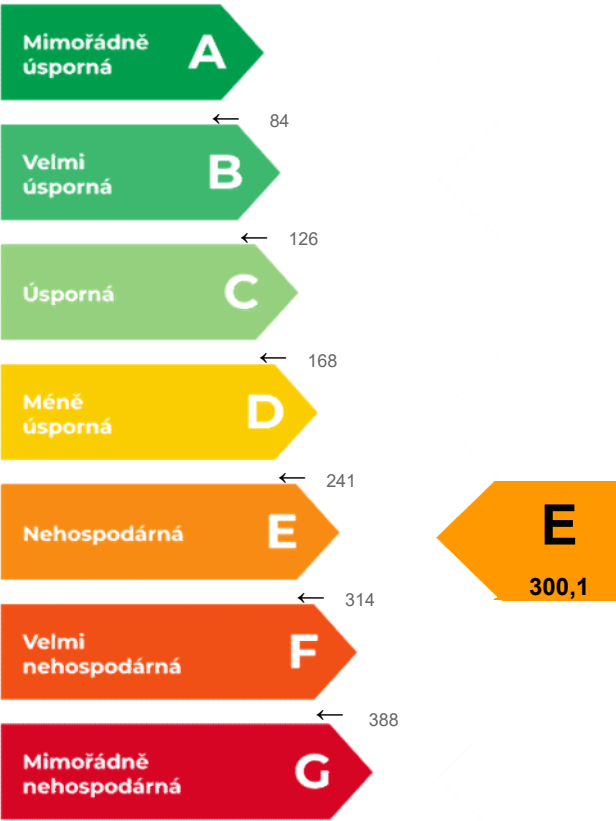 Mimořádně
úsporná
A
← 84
Velmi
úsporná
B
← 126
Úsporná
C
← 168
Méně
úsporná
D
← 241
Nehospodárná
E
E
300,1
← 314
Velmi
nehospodárná
F
← 388
Mimořádně
nehospodárná
G